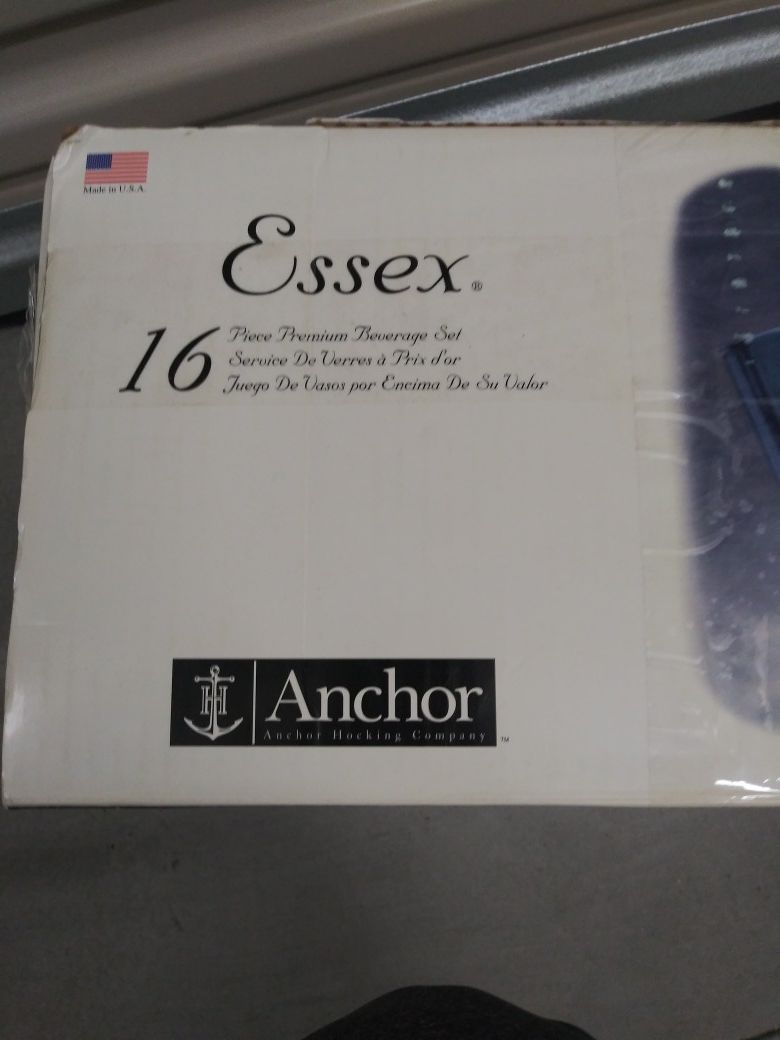 Made in U.S.A.
Essex®
16 Piece Premium Beverage Set
Service De Verres à Prix d'or
Juego De Vasos por Encima De Su Valor
H
Anchor
Anchor Hocking Company ™